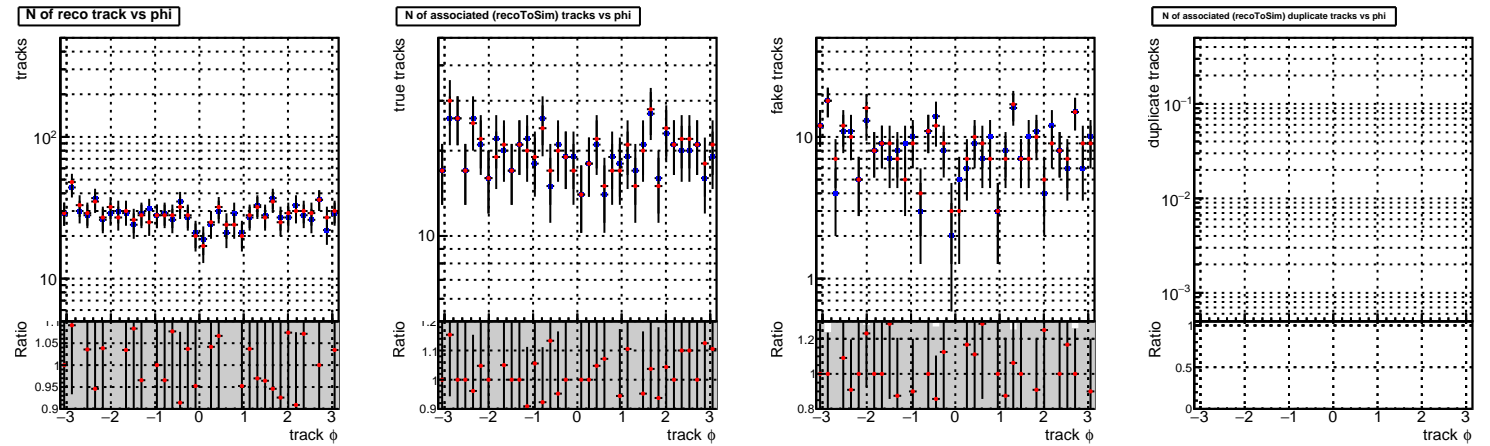 N of reco track vs phi
tracks
10²
10
Ratio
1.1
1.05
1
0.95
0.9
−3 −2 −1 0 1 2 3
track ϕ
N of associated (recoToSim) tracks vs phi
true tracks
10
Ratio
1.2
1.1
1
0.9
−3 −2 −1 0 1 2 3
track ϕ
fake tracks
10
1
Ratio
1.2
1
0.8
−3 −2 −1 0 1 2 3
track ϕ
N of associated (recoToSim) duplicate tracks vs phi
duplicate tracks
10⁻¹
10⁻²
10⁻³
Ratio
1
0.5
0
−3 −2 −1 0 1 2 3
track ϕ